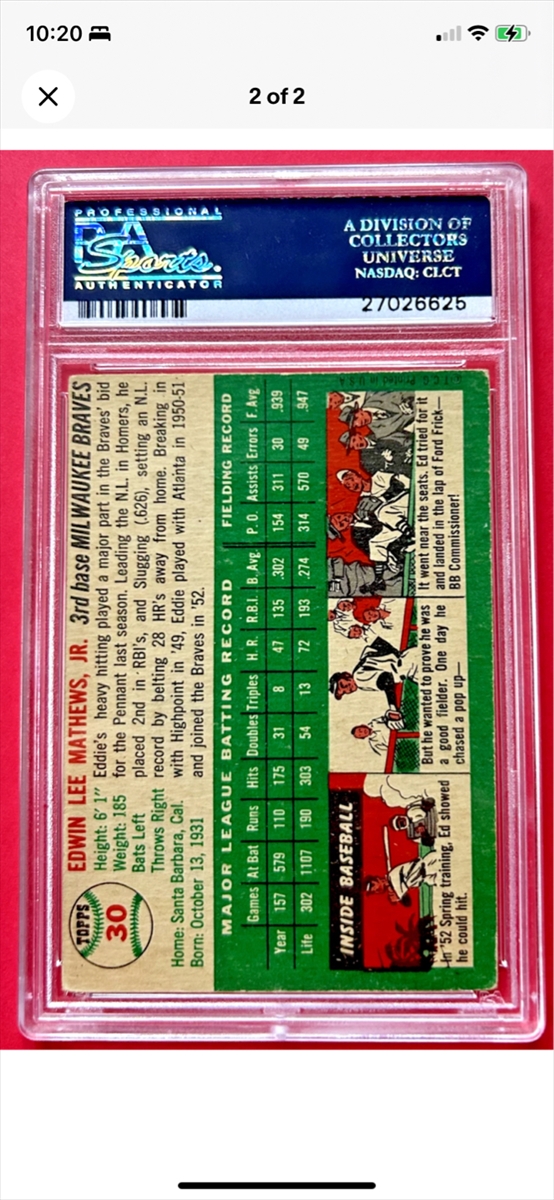 10:20
2 of 2
PROFESSIONAL
PSA
Sports.
AUTHENTICATOR
A DIVISION OF
COLLECTORS
UNIVERSE
NASDAQ: CLCT
27026625
TOPPS
30
EDWIN LEE MATHEWS, JR. 3rd base MILWAUKEE BRAVES
Height: 6' 1"
Weight: 185
Bats Left
Throws Right
Home: Santa Barbara, Cal.
Born: October 13, 1931
Eddie's heavy hitting played a major part in the Braves' bid
for the Pennant last season. Leading the N.L. in Homers, he
placed 2nd in RBI's, and Slugging (.626), setting an N.L.
record by belting 28 HR's away from home. Breaking in
with Highpoint in '49, Eddie played with Atlanta in 1950-51
and joined the Braves in '52.
MAJOR LEAGUE BATTING RECORD FIELDING RECORD
Games At Bat Runs Hits Doubles Triples H. R. R.B.I. B. Avg. P. O. Assists Errors F. Avg.
Year 157 579 110 175 31 8 47 135 .302 154 311 30 .939
Life 302 1107 190 303 54 13 72 193 .274 314 570 49 .947
INSIDE BASEBALL
In '52 Spring training, Ed showed
he could hit.
But he wanted to prove he was
a good fielder. One day he
chased a pop up—
It went near the seats. Ed tried for it
and landed in the lap of Ford Frick—
BB Commissioner!
T.C.G. Printed in U.S.A.